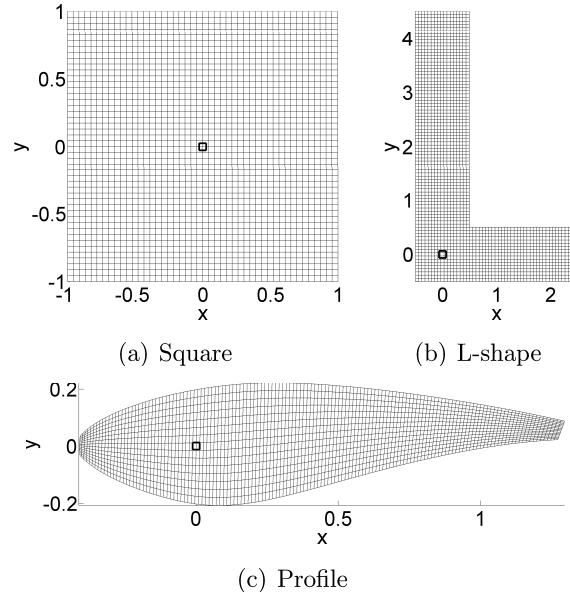 1
0.5
y
0
-0.5
-1
-1 -0.5 0 0.5 1
x
(a) Square
4
3
y 2
1
0
0 1 2
x
(b) L-shape
0.2
y
0
-0.2
0 0.5 1
x
(c) Profile